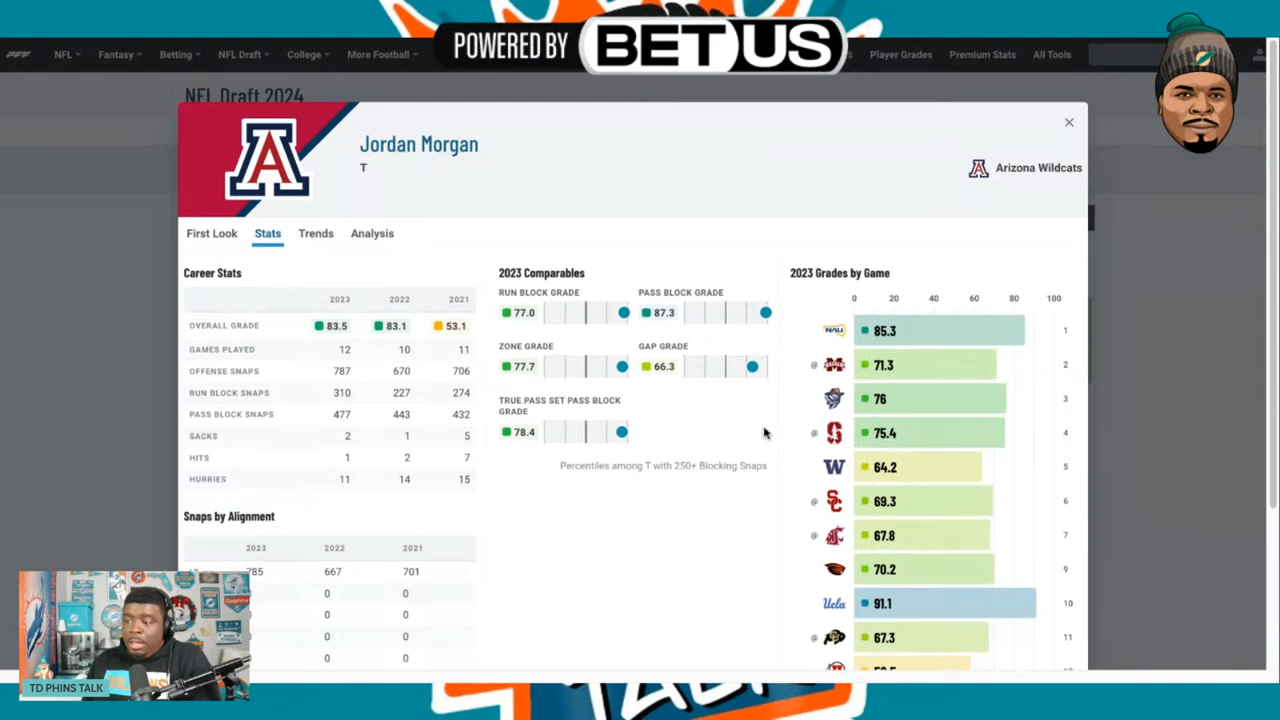 POWERED BY BETUS
PFF NFL Fantasy Betting NFL Draft College More Football Player Grades Premium Stats All Tools
NFL Draft 2024
A
Jordan Morgan
T
Arizona Wildcats
First Look Stats Trends Analysis
Career Stats
2023 2022 2021
OVERALL GRADE 83.5 83.1 53.1
GAMES PLAYED 12 10 11
OFFENSE SNAPS 787 670 706
RUN BLOCK SNAPS 310 227 274
PASS BLOCK SNAPS 477 443 432
SACKS 2 1 5
HITS 1 2 7
HURRIES 11 14 15
Snaps by Alignment
2023 2022 2021
785 667 701
0 0
0 0
0 0
0 0
2023 Comparables
RUN BLOCK GRADE PASS BLOCK GRADE
77.0 87.3
ZONE GRADE GAP GRADE
77.7 66.3
TRUE PASS SET PASS BLOCK
GRADE
78.4
Percentiles among T with 250+ Blocking Snaps
2023 Grades by Game
0 20 40 60 80 100
NAU 85.3 1
@ M 71.3 2
76 3
@ S 75.4 4
W 64.2 5
@ SC 69.3 6
@ 67.8 7
70.2 9
Ucla 91.1 10
@ CU 67.3 11
TD PHINS TALK
TALK